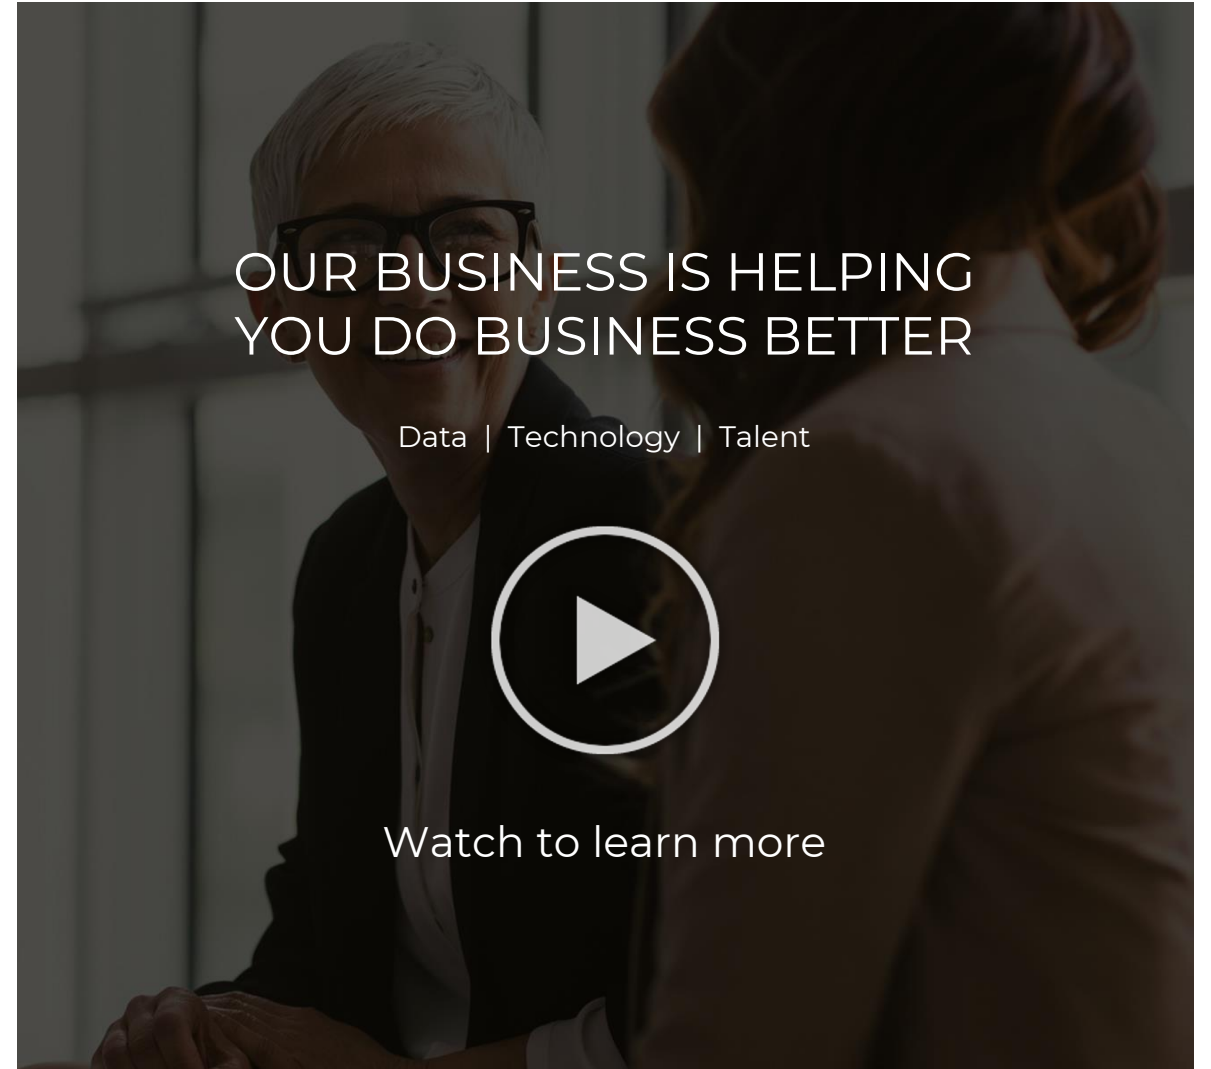 OUR BUSINESS IS HELPING
YOU DO BUSINESS BETTER
Data | Technology | Talent
Watch to learn more